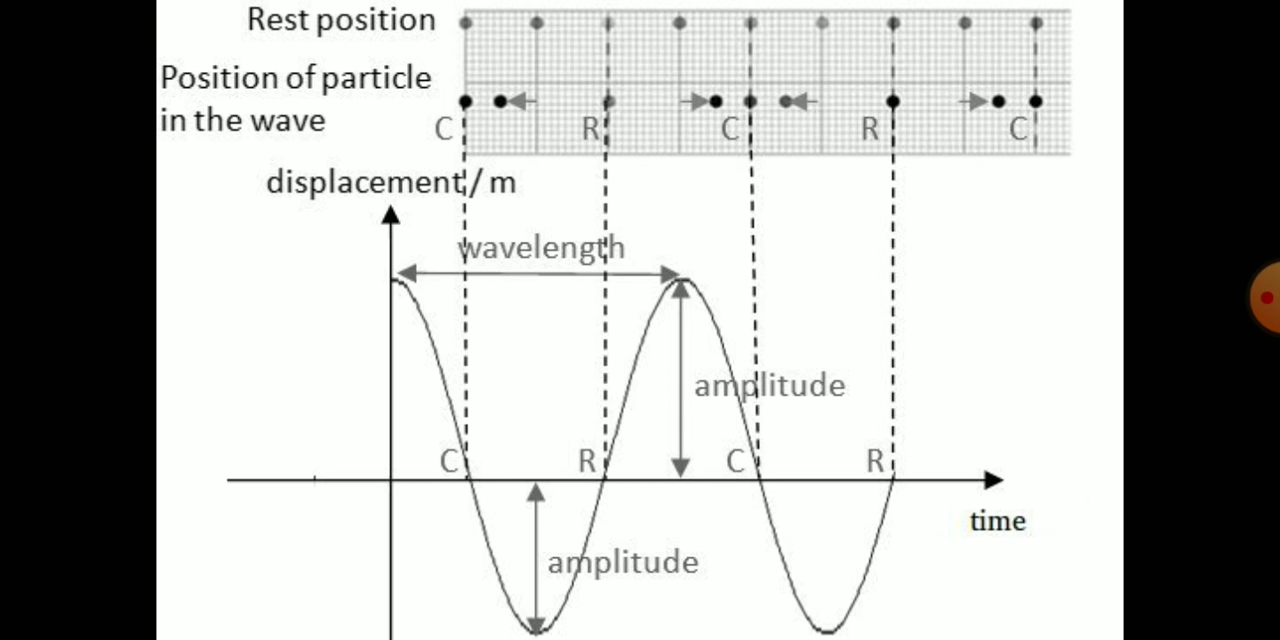 Rest position
Position of particle
in the wave
C R C R C
displacement / m
wavelength
amplitude
C R C R
time
amplitude